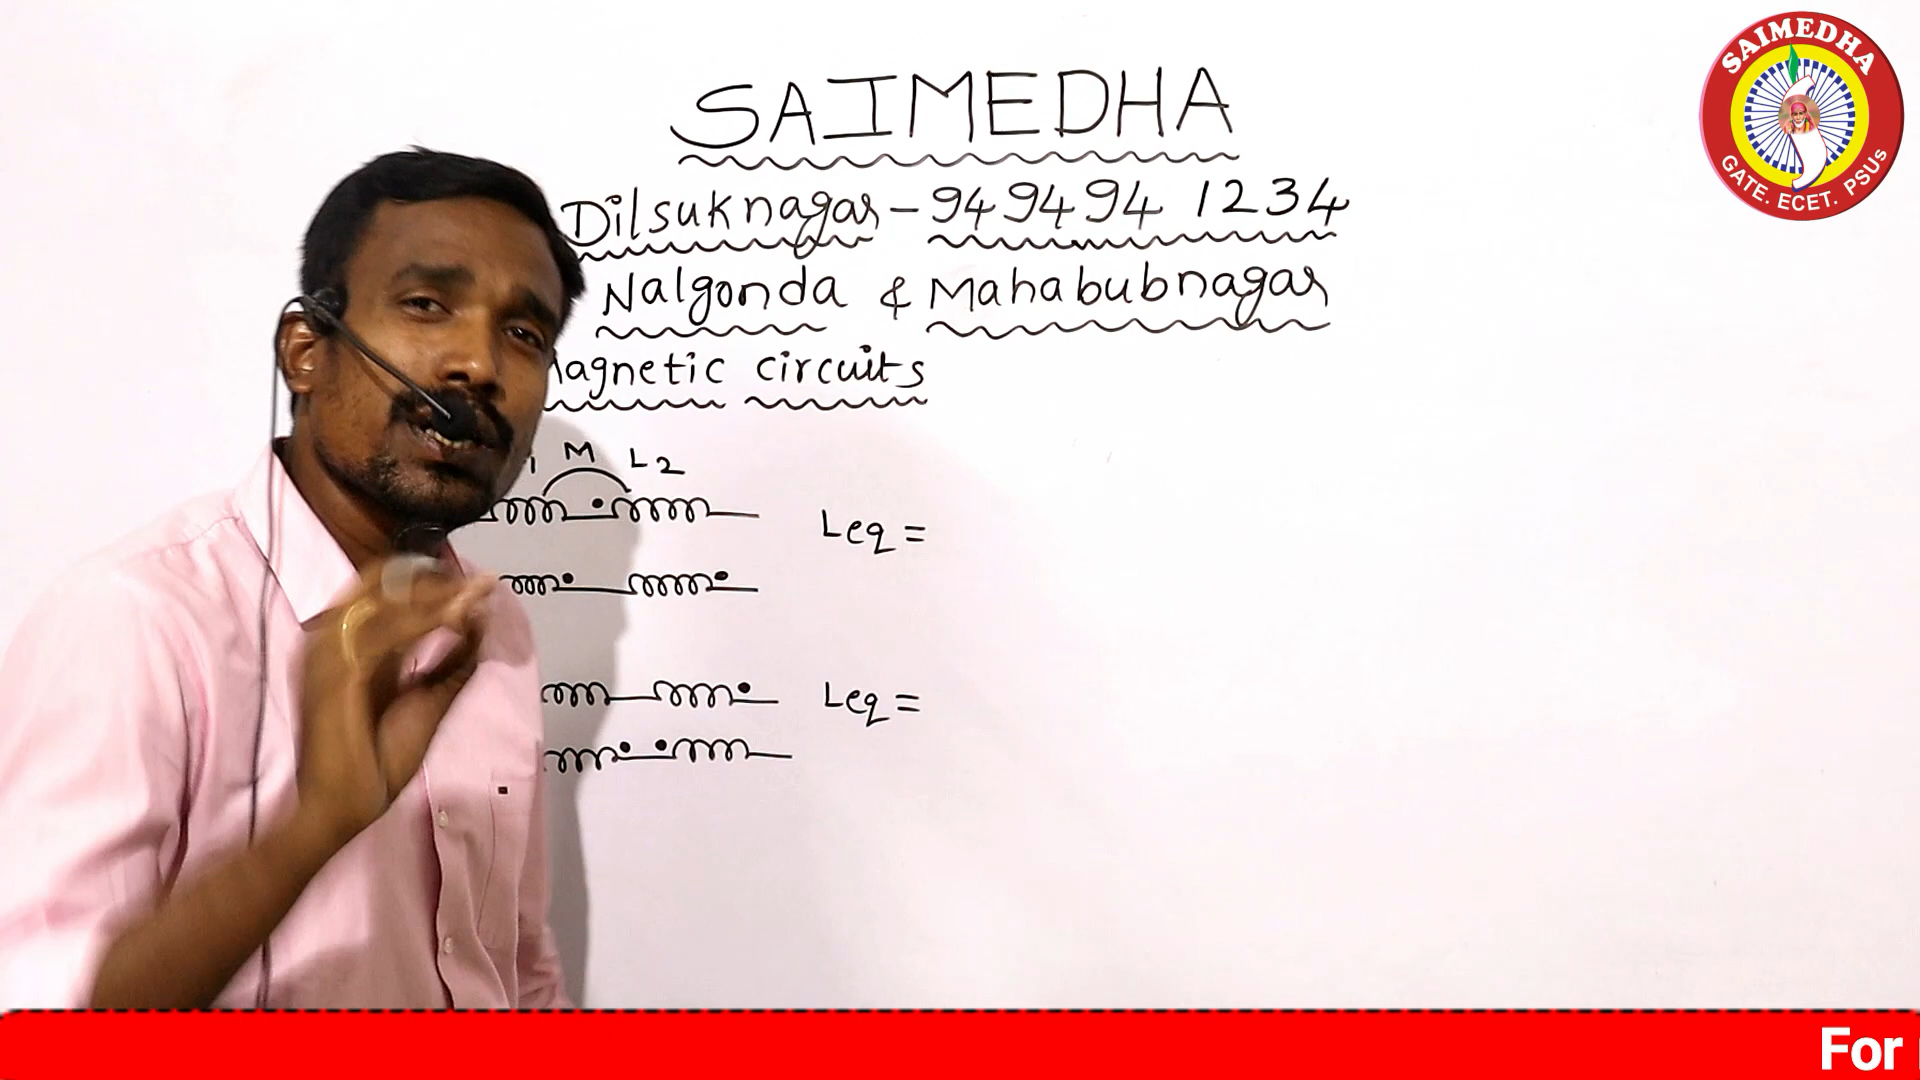 SAIMEDHA
SAIMEDHA
GATE. ECET. PSUs
Dilsuknagar - 949494 1234
Nalgonda & Mahabubnagar
agnetic circuits
M L2
Leq =
Leq =
For